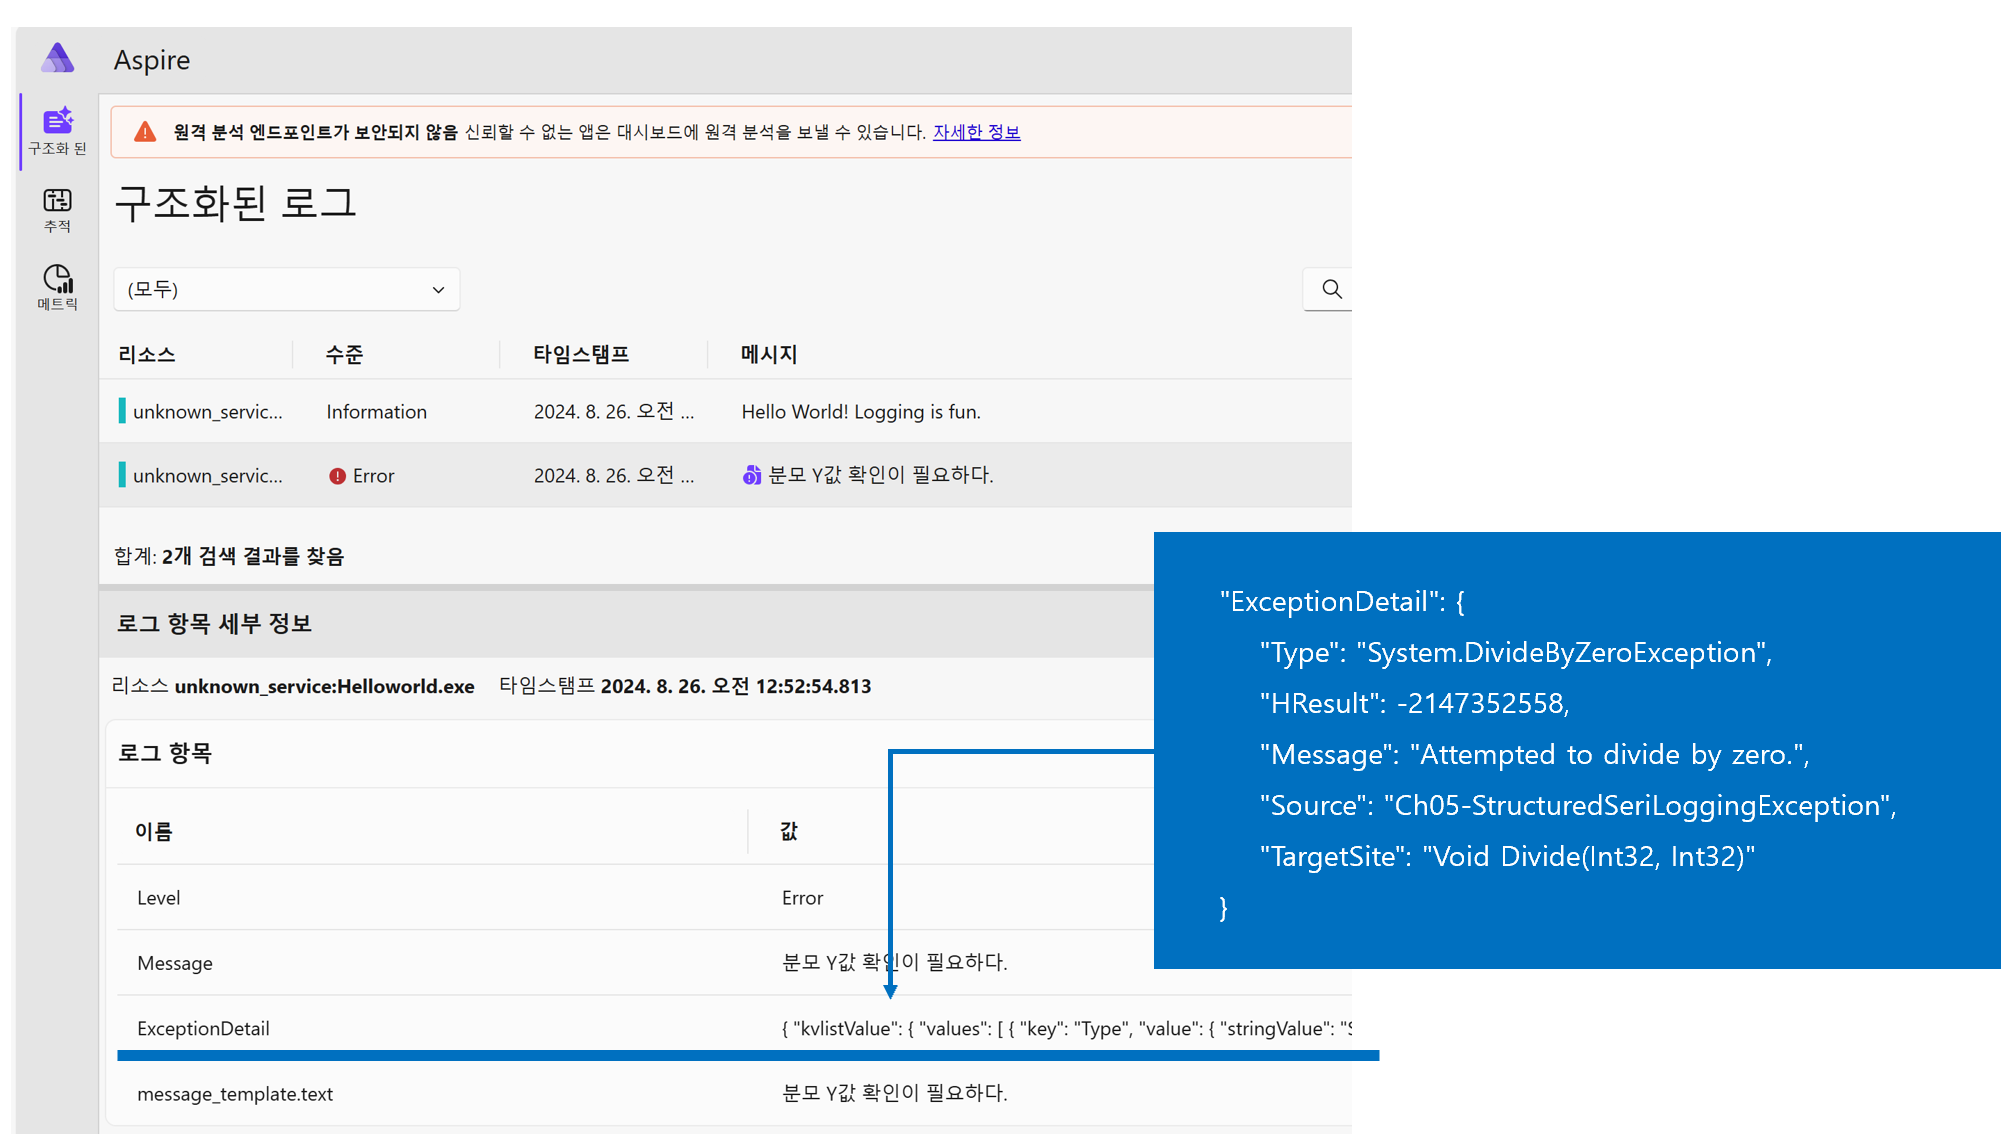 Aspire
구조화 된
추적
메트릭
원격 분석 엔드포인트가 보안되지 않음 신뢰할 수 없는 앱은 대시보드에 원격 분석을 보낼 수 있습니다. 자세한 정보
구조화된 로그
(모두)
리소스 수준 타임스탬프 메시지
unknown_servic... Information 2024. 8. 26. 오전 ... Hello World! Logging is fun.
unknown_servic... Error 2024. 8. 26. 오전 ... 분모 Y값 확인이 필요하다.
합계: 2개 검색 결과를 찾음
로그 항목 세부 정보
리소스 unknown_service:Helloworld.exe 타임스탬프 2024. 8. 26. 오전 12:52:54.813
로그 항목
이름 값
Level Error
Message 분모 Y값 확인이 필요하다.
ExceptionDetail { "kvlistValue": { "values": [ { "key": "Type", "value": { "stringValue": "S
message_template.text 분모 Y값 확인이 필요하다.
"ExceptionDetail": {
"Type": "System.DivideByZeroException",
"HResult": -2147352558,
"Message": "Attempted to divide by zero.",
"Source": "Ch05-StructuredSeriLoggingException",
"TargetSite": "Void Divide(Int32, Int32)"
}